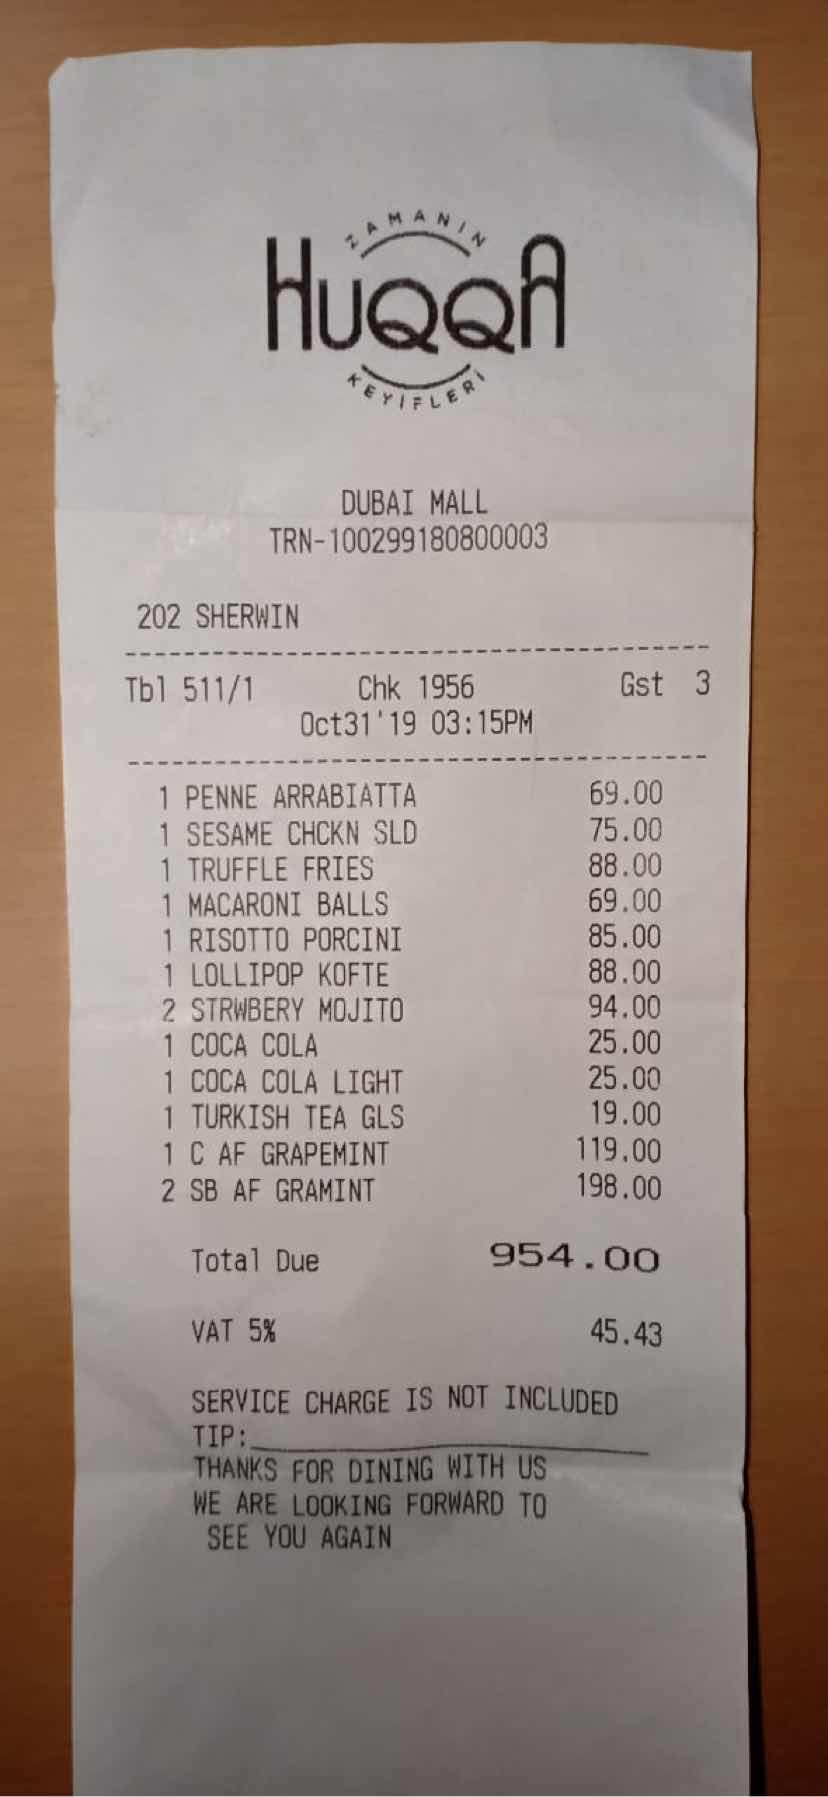 ZAMANIN
HUQQA
KEYİFLERİ
DUBAI MALL
TRN-100299180800003
202 SHERWIN
Tbl 511/1 Chk 1956 Gst 3
Oct31'19 03:15PM
1 PENNE ARRABIATTA 69.00
1 SESAME CHCKN SLD 75.00
1 TRUFFLE FRIES 88.00
1 MACARONI BALLS 69.00
1 RISOTTO PORCINI 85.00
1 LOLLIPOP KOFTE 88.00
2 STRWBERY MOJITO 94.00
1 COCA COLA 25.00
1 COCA COLA LIGHT 25.00
1 TURKISH TEA GLS 19.00
1 C AF GRAPEMINT 119.00
2 SB AF GRAMINT 198.00
Total Due 954.00
VAT 5% 45.43
SERVICE CHARGE IS NOT INCLUDED
TIP:
THANKS FOR DINING WITH US
WE ARE LOOKING FORWARD TO
SEE YOU AGAIN